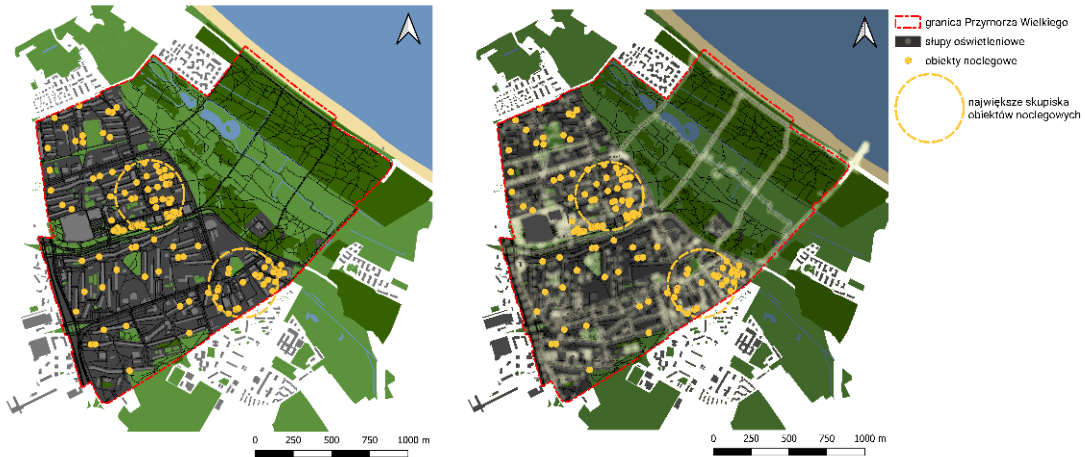 granica Przymorza Wielkiego
słupy oświetleniowe
obiekty noclegowe
największe skupiska
obiektów noclegowych
0 250 500 750 1000 m
0 250 500 750 1000 m